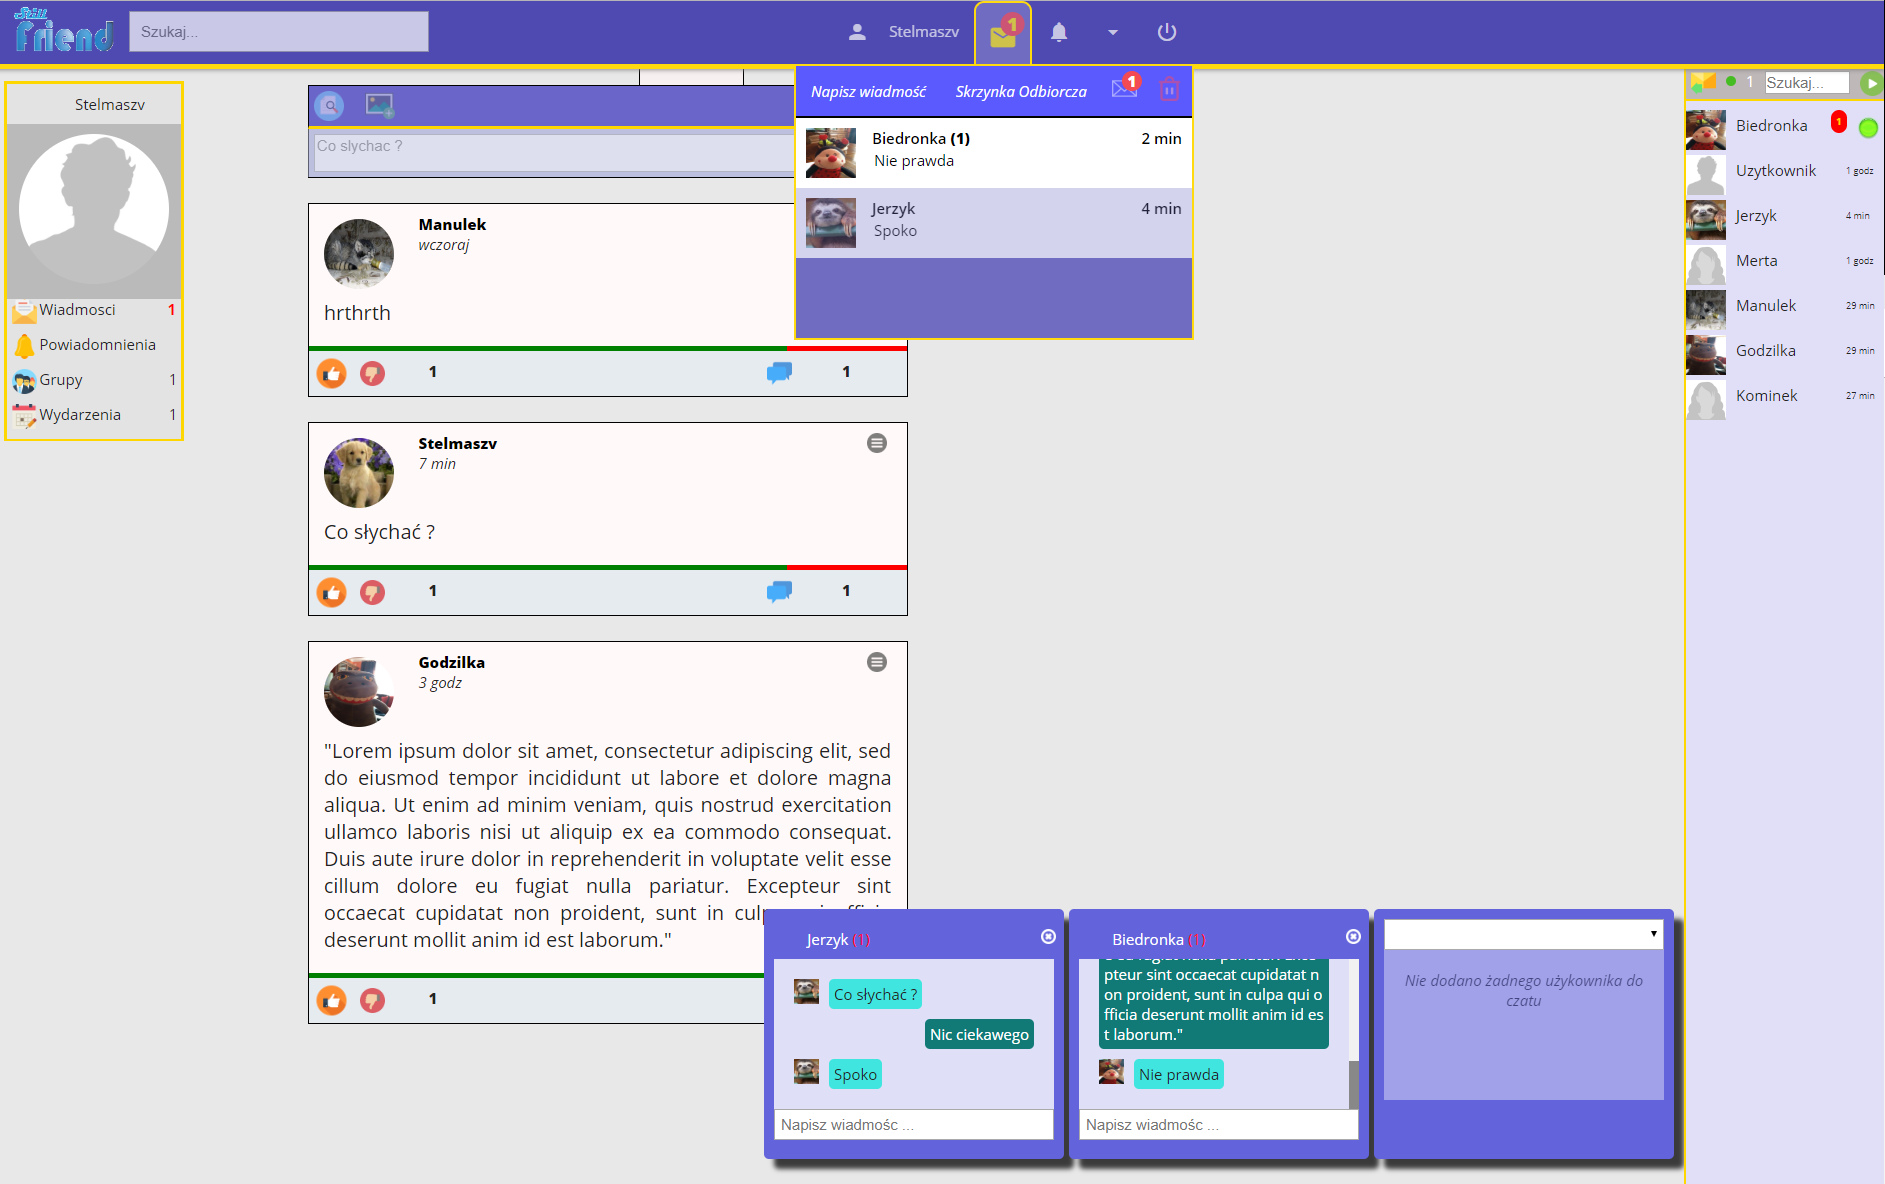 Still
friend
Szukaj...
Stelmaszv
1
Stelmaszv
Wiadmosci 1
Powiadomnienia
Grupy 1
Wydarzenia 1
Co slychac ?
Manulek
wczoraj
hrthrth
1 1
Stelmaszv
7 min
Co słychać ?
1 1
Godzilka
3 godz
"Lorem ipsum dolor sit amet, consectetur adipiscing elit, sed
do eiusmod tempor incididunt ut labore et dolore magna
aliqua. Ut enim ad minim veniam, quis nostrud exercitation
ullamco laboris nisi ut aliquip ex ea commodo consequat.
Duis aute irure dolor in reprehenderit in voluptate velit esse
cillum dolore eu fugiat nulla pariatur. Excepteur sint
occaecat cupidatat non proident, sunt in
deserunt mollit anim id est laborum."
1
Napisz wiadmość Skrzynka Odbiorcza 1
Biedronka (1) 2 min
Nie prawda
Jerzyk 4 min
Spoko
1 Szukaj...
Biedronka 1
Uzytkownik 1 godz
Jerzyk 4 min
Merta 1 godz
Manulek 29 min
Godzilka 29 min
Kominek 27 min
Jerzyk (1)
Co słychać ?
Nic ciekawego
Spoko
Napisz wiadmośc ...
Biedronka (1)
pteur sint occaecat cupidatat n
on proident, sunt in culpa qui o
fficia deserunt mollit anim id es
t laborum."
Nie prawda
Napisz wiadmośc ...
Nie dodano żadnego użykownika do
czatu